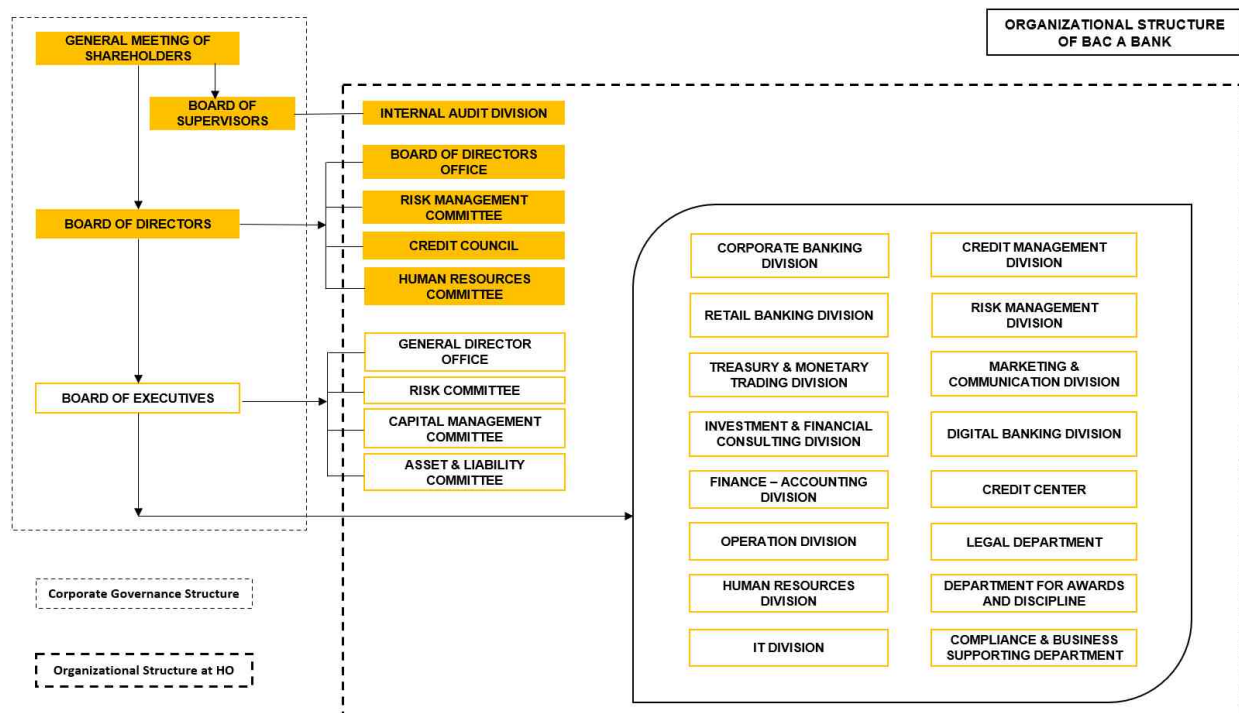 ORGANIZATIONAL STRUCTURE
OF BAC A BANK
GENERAL MEETING OF
SHAREHOLDERS
BOARD OF
SUPERVISORS
INTERNAL AUDIT DIVISION
BOARD OF DIRECTORS
OFFICE
RISK MANAGEMENT
COMMITTEE
BOARD OF DIRECTORS
CREDIT COUNCIL
HUMAN RESOURCES
COMMITTEE
GENERAL DIRECTOR
OFFICE
RISK COMMITTEE
BOARD OF EXECUTIVES
CAPITAL MANAGEMENT
COMMITTEE
ASSET & LIABILITY
COMMITTEE
CORPORATE BANKING
DIVISION
RETAIL BANKING DIVISION
TREASURY & MONETARY
TRADING DIVISION
INVESTMENT & FINANCIAL
CONSULTING DIVISION
FINANCE – ACCOUNTING
DIVISION
OPERATION DIVISION
HUMAN RESOURCES
DIVISION
IT DIVISION
CREDIT MANAGEMENT
DIVISION
RISK MANAGEMENT
DIVISION
MARKETING &
COMMUNICATION DIVISION
DIGITAL BANKING DIVISION
CREDIT CENTER
LEGAL DEPARTMENT
DEPARTMENT FOR AWARDS
AND DISCIPLINE
COMPLIANCE & BUSINESS
SUPPORTING DEPARTMENT
Corporate Governance Structure
Organizational Structure at HO